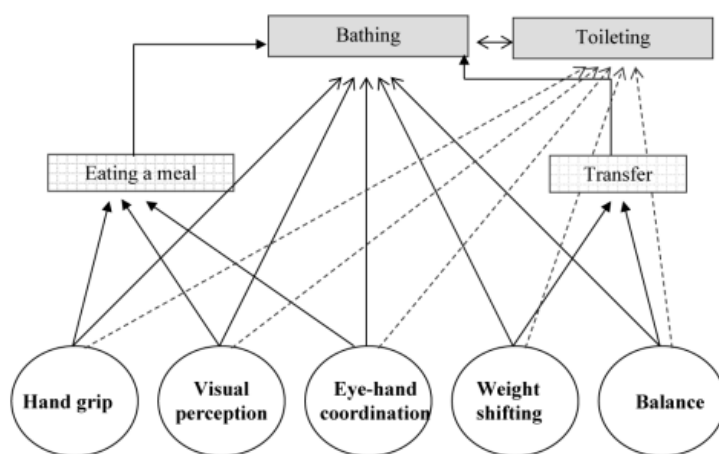 Bathing
Toileting
Eating a meal
Transfer
Hand grip
Visual
perception
Eye-hand
coordination
Weight
shifting
Balance